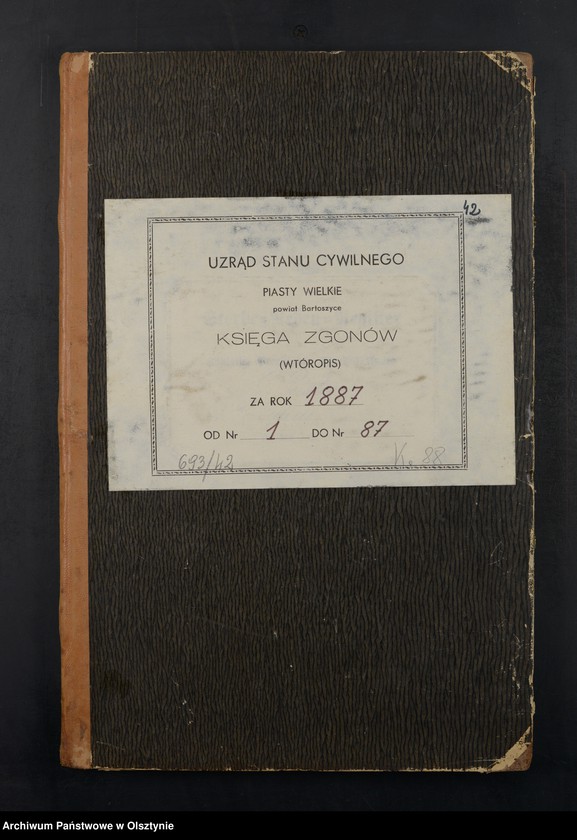 42
UZRĄD STANU CYWILNEGO
PIASTY WIELKIE
powiat Bartoszyce
KSIĘGA ZGONÓW
(WTÓROPIS)
ZA ROK 1887
OD Nr 1 DO Nr 87
693/42 K. 88
Archiwum Państwowe w Olsztynie